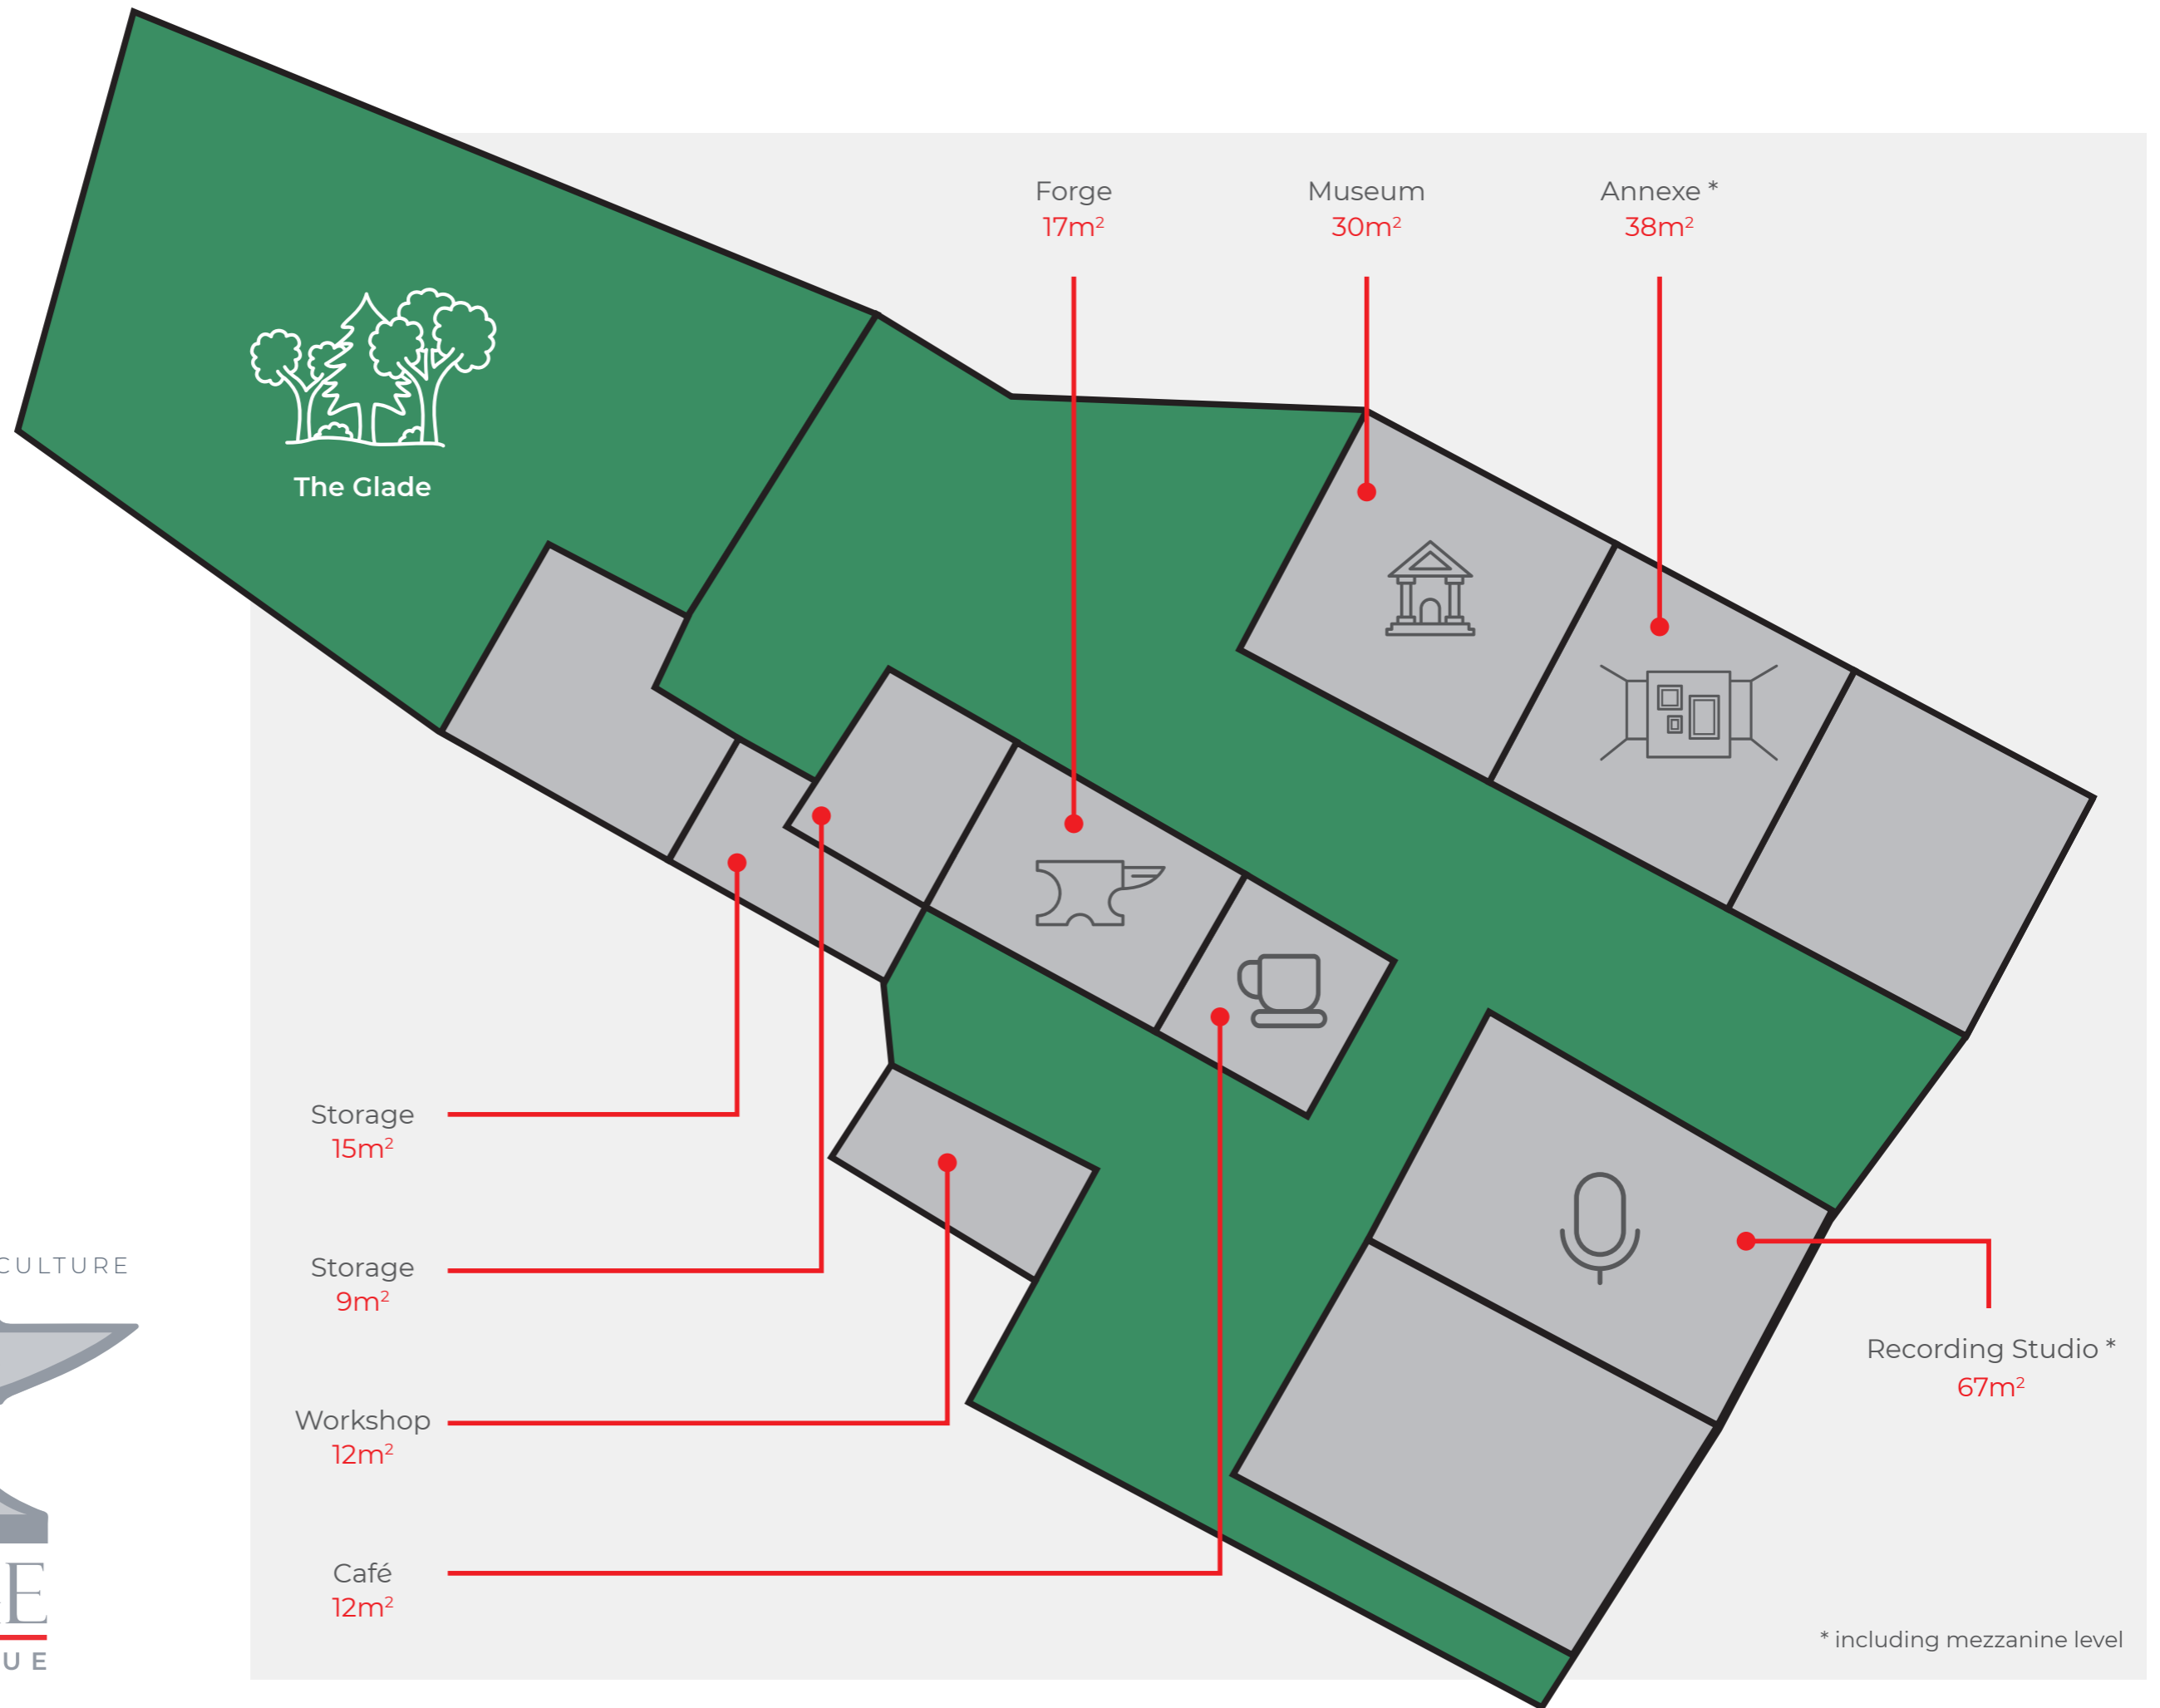 Forge
17m²
Museum
30m²
Annexe *
38m²
The Glade
Storage
15m²
Storage
9m²
Workshop
12m²
Café
12m²
Recording Studio *
67m²
* including mezzanine level
CULTURE
E
UE